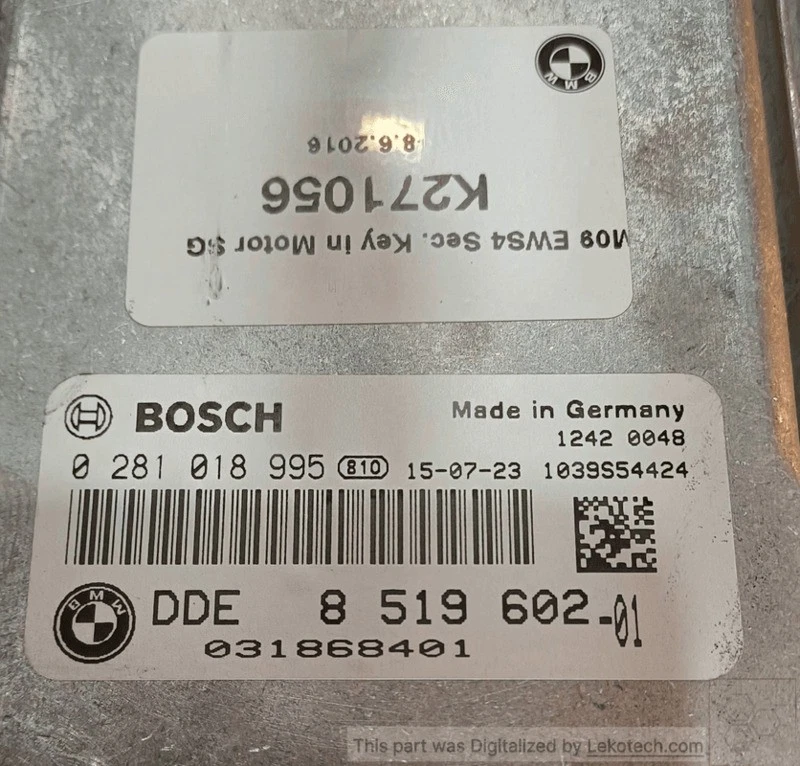 BMW
8.6.2016
K271056
M09 EWS4 Sec. Key in Motor SG
BOSCH
Made in Germany
1242 0048
0 281 018 995 810 15-07-23 1039S54424
BMW
DDE 8 519 602-01
031868401
This part was Digitalized by Lekotech.com